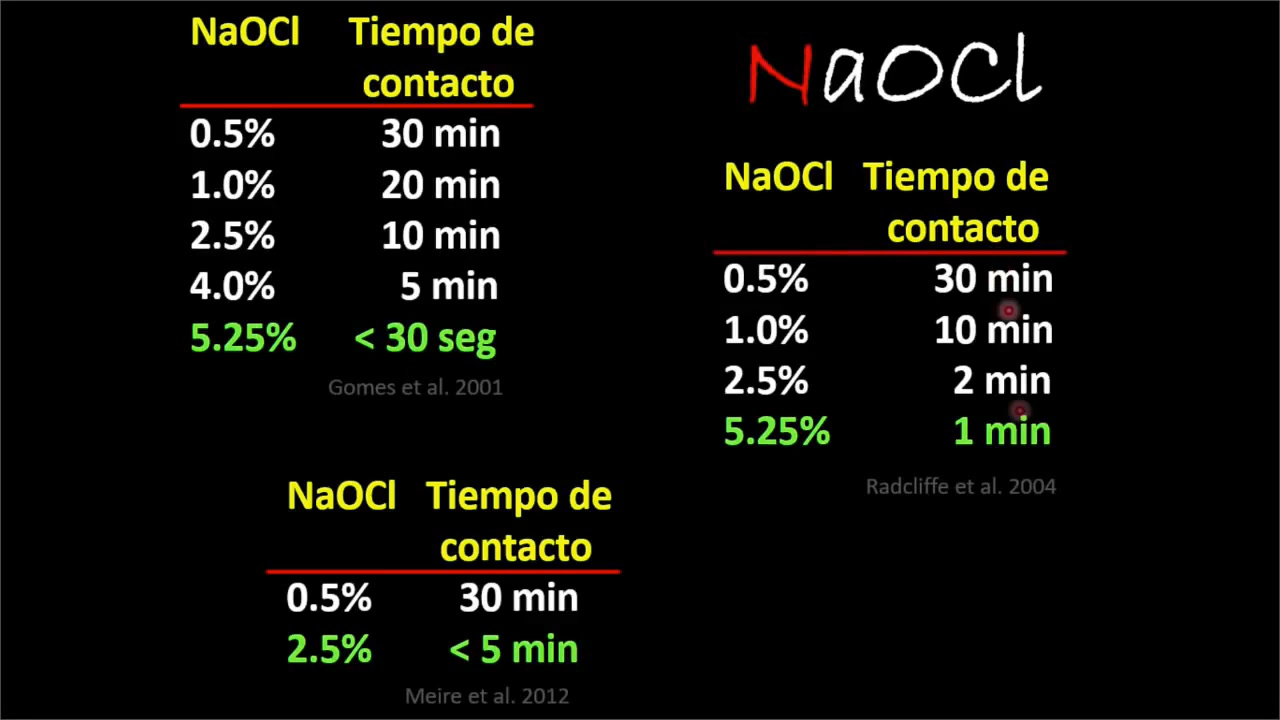 NaOCl Tiempo de
contacto
0.5% 30 min
1.0% 20 min
2.5% 10 min
4.0% 5 min
5.25% < 30 seg
Gomes et al. 2001
NaOCl
NaOCl Tiempo de
contacto
0.5% 30 min
1.0% 10 min
2.5% 2 min
5.25% 1 min
Radcliffe et al. 2004
NaOCl Tiempo de
contacto
0.5% 30 min
2.5% < 5 min
Meire et al. 2012